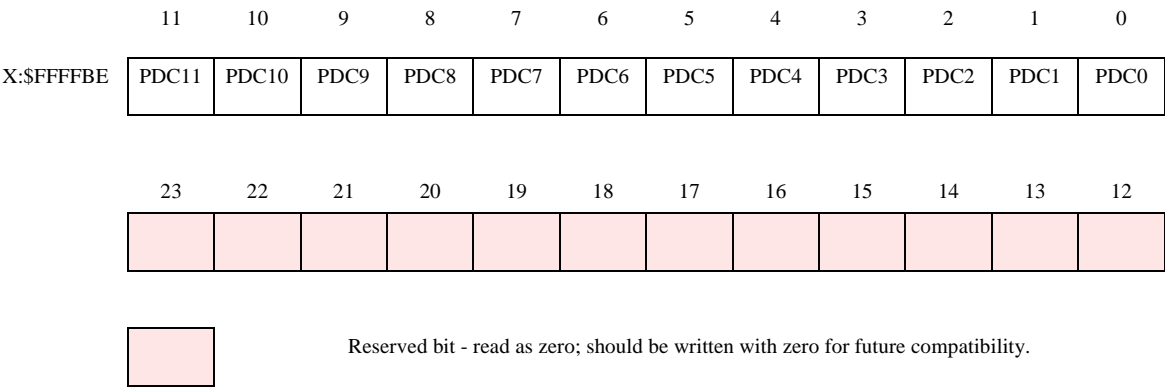 11 10 9 8 7 6 5 4 3 2 1 0
X:$FFFFBE PDC11 PDC10 PDC9 PDC8 PDC7 PDC6 PDC5 PDC4 PDC3 PDC2 PDC1 PDC0
23 22 21 20 19 18 17 16 15 14 13 12
Reserved bit - read as zero; should be written with zero for future compatibility.